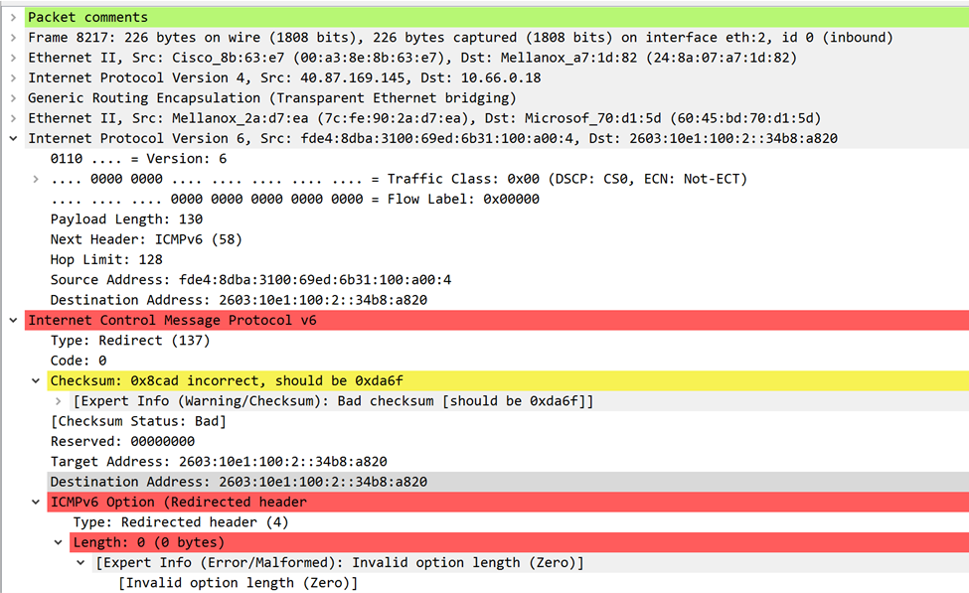 Packet comments
Frame 8217: 226 bytes on wire (1808 bits), 226 bytes captured (1808 bits) on interface eth:2, id 0 (inbound)
Ethernet II, Src: Cisco_8b:63:e7 (00:a3:8e:8b:63:e7), Dst: Mellanox_a7:1d:82 (24:8a:07:a7:1d:82)
Internet Protocol Version 4, Src: 40.87.169.145, Dst: 10.66.0.18
Generic Routing Encapsulation (Transparent Ethernet bridging)
Ethernet II, Src: Mellanox_2a:d7:ea (7c:fe:90:2a:d7:ea), Dst: Microsof_70:d1:5d (60:45:bd:70:d1:5d)
Internet Protocol Version 6, Src: fde4:8dba:3100:69ed:6b31:100:a00:4, Dst: 2603:10e1:100:2::34b8:a820
0110 .... = Version: 6
.... 0000 0000 .... .... .... .... .... = Traffic Class: 0x00 (DSCP: CS0, ECN: Not-ECT)
.... .... .... 0000 0000 0000 0000 0000 = Flow Label: 0x00000
Payload Length: 130
Next Header: ICMPv6 (58)
Hop Limit: 128
Source Address: fde4:8dba:3100:69ed:6b31:100:a00:4
Destination Address: 2603:10e1:100:2::34b8:a820
Internet Control Message Protocol v6
Type: Redirect (137)
Code: 0
Checksum: 0x8cad incorrect, should be 0xda6f
[Expert Info (Warning/Checksum): Bad checksum [should be 0xda6f]]
[Checksum Status: Bad]
Reserved: 00000000
Target Address: 2603:10e1:100:2::34b8:a820
Destination Address: 2603:10e1:100:2::34b8:a820
ICMPv6 Option (Redirected header
Type: Redirected header (4)
Length: 0 (0 bytes)
[Expert Info (Error/Malformed): Invalid option length (Zero)]
[Invalid option length (Zero)]